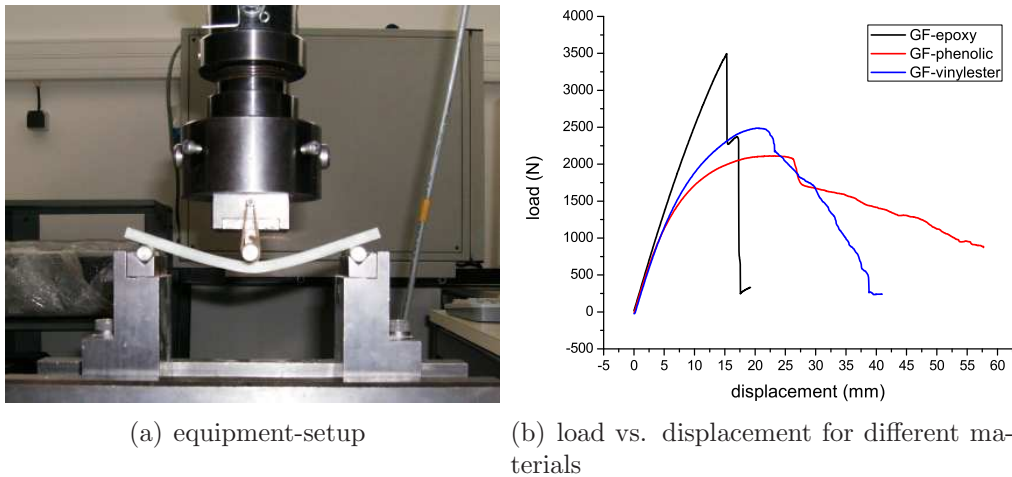 4000
3500
3000
2500
2000
1500
1000
500
0
-500
load (N)
-5 0 5 10 15 20 25 30 35 40 45 50 55 60
displacement (mm)
GF-epoxy
GF-phenolic
GF-vinylester
(a) equipment-setup
(b) load vs. displacement for different ma-
terials